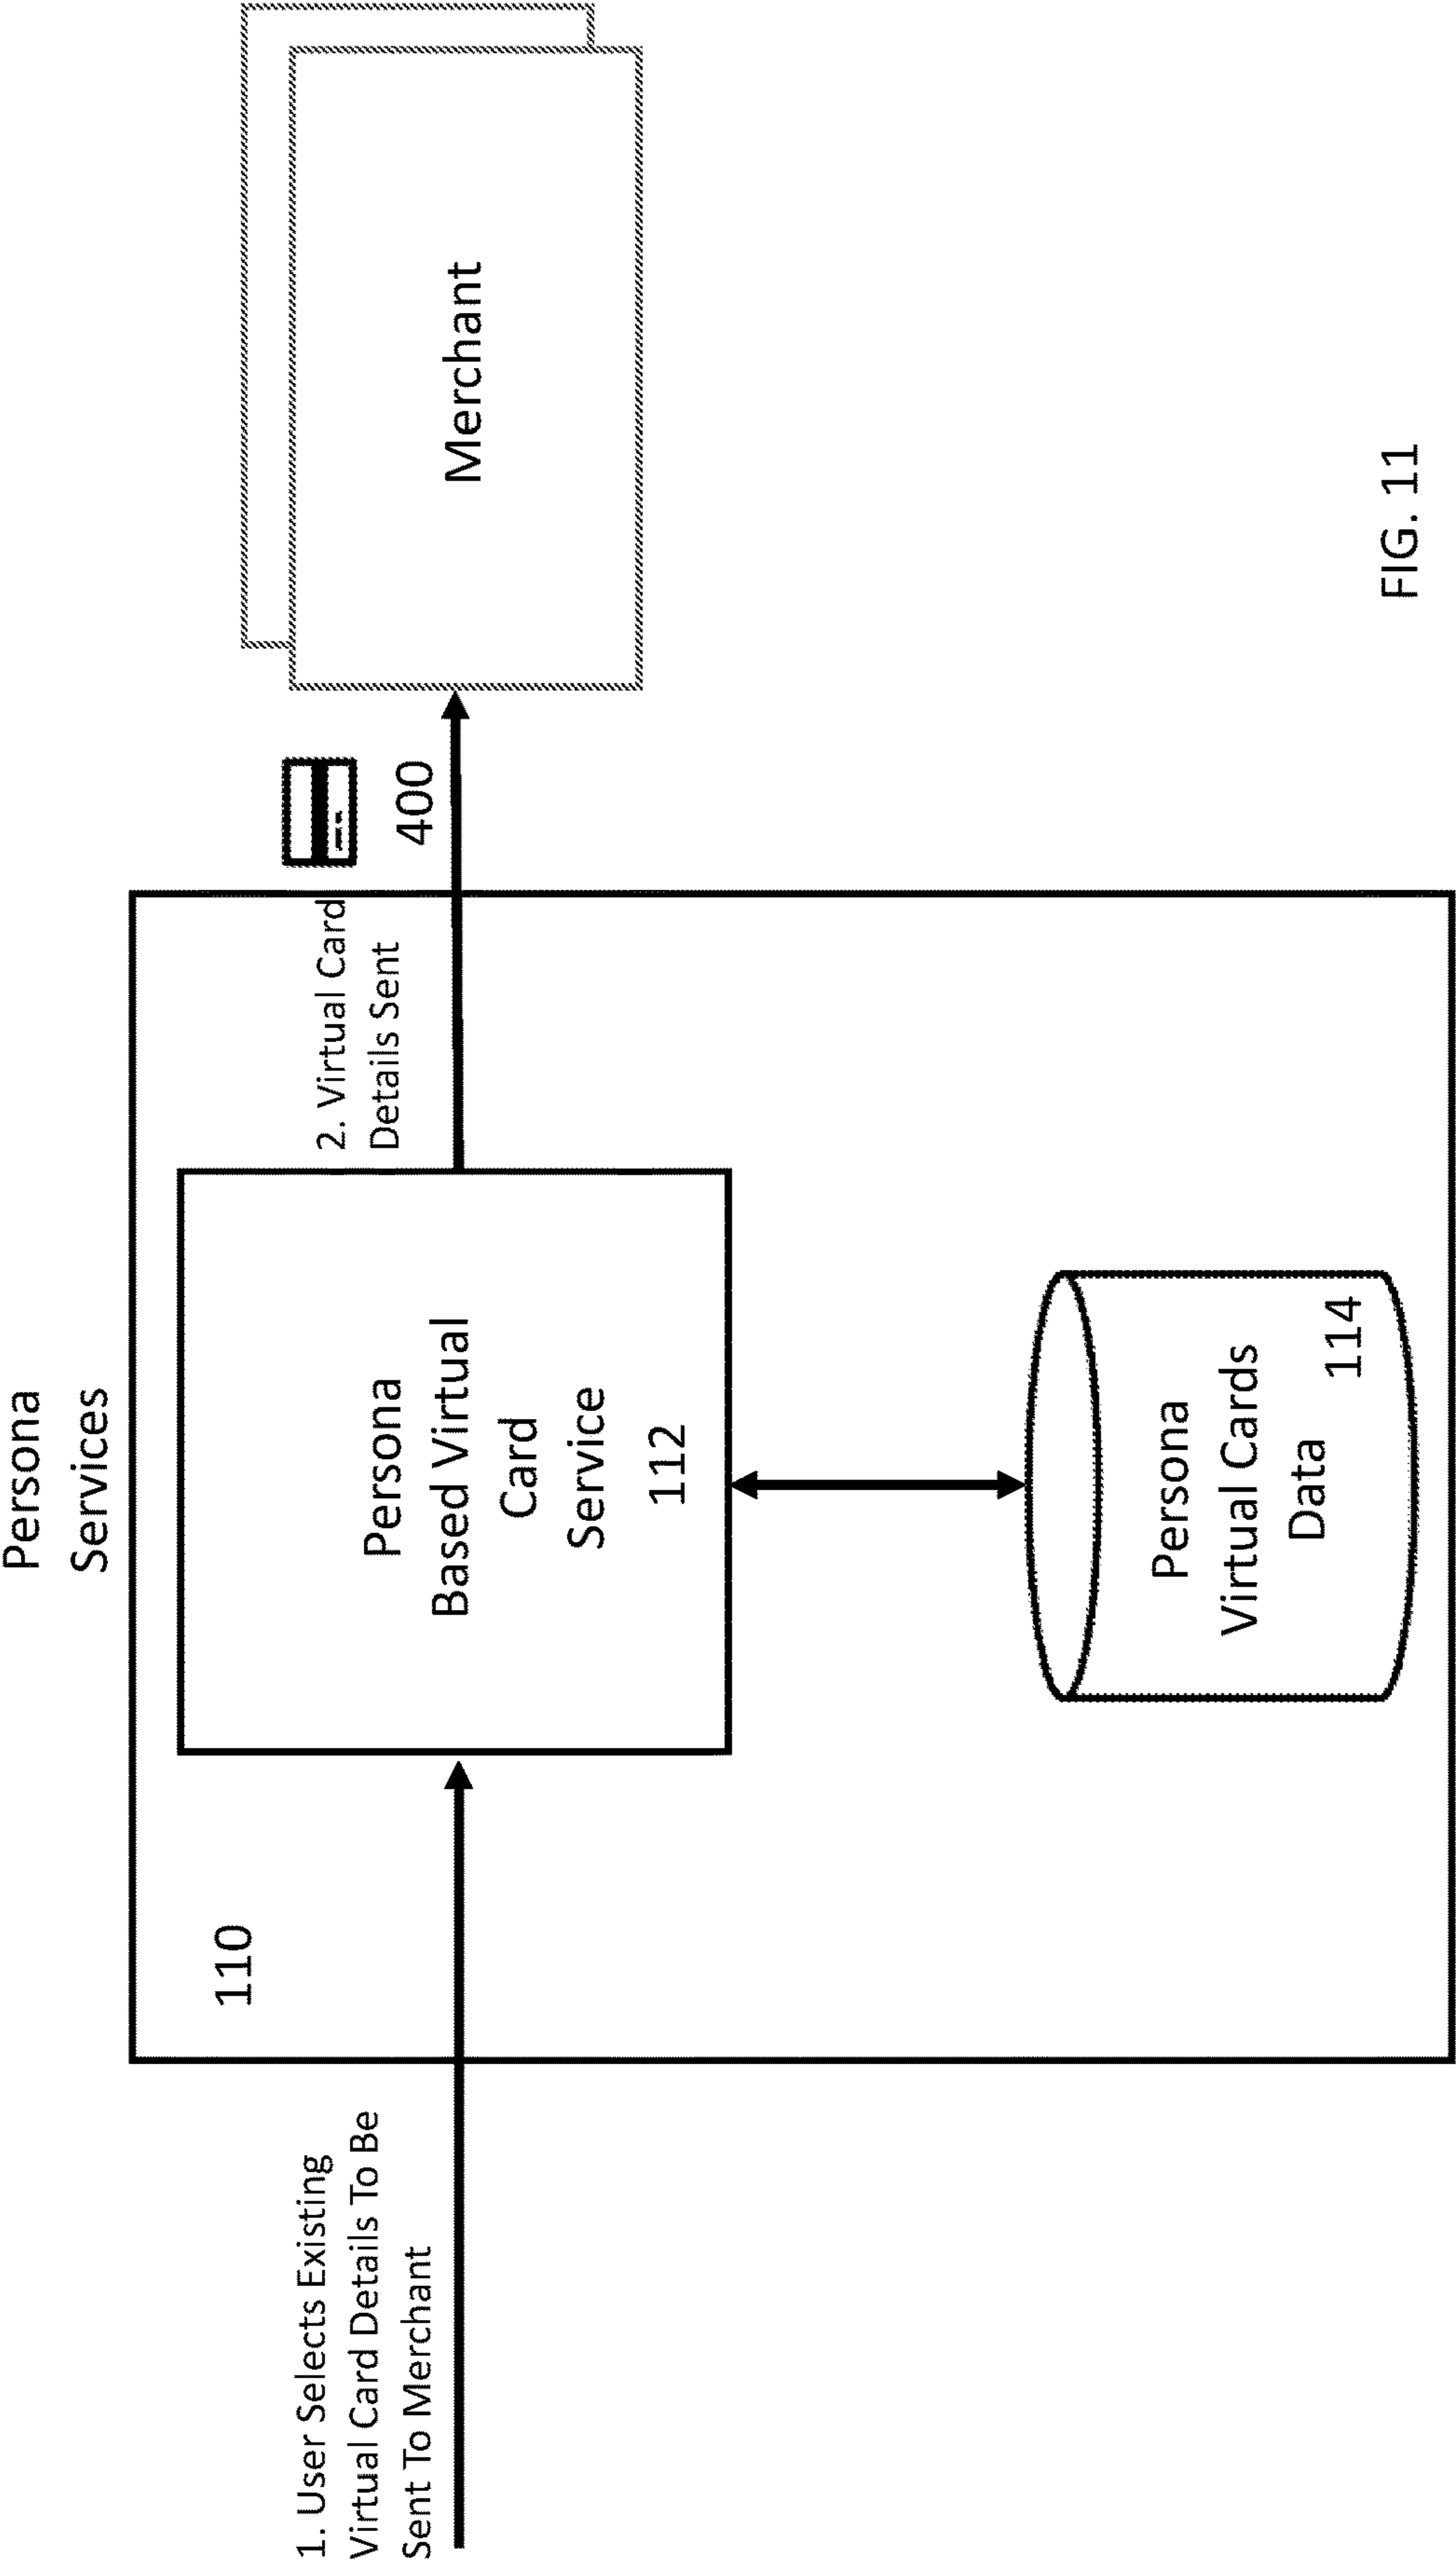 Persona
Services
110
1. User Selects Existing
Virtual Card Details To Be
Sent To Merchant
Persona
Based Virtual
Card
Service
112
2. Virtual Card
Details Sent
400
Merchant
Persona
Virtual Cards
Data
114
FIG. 11